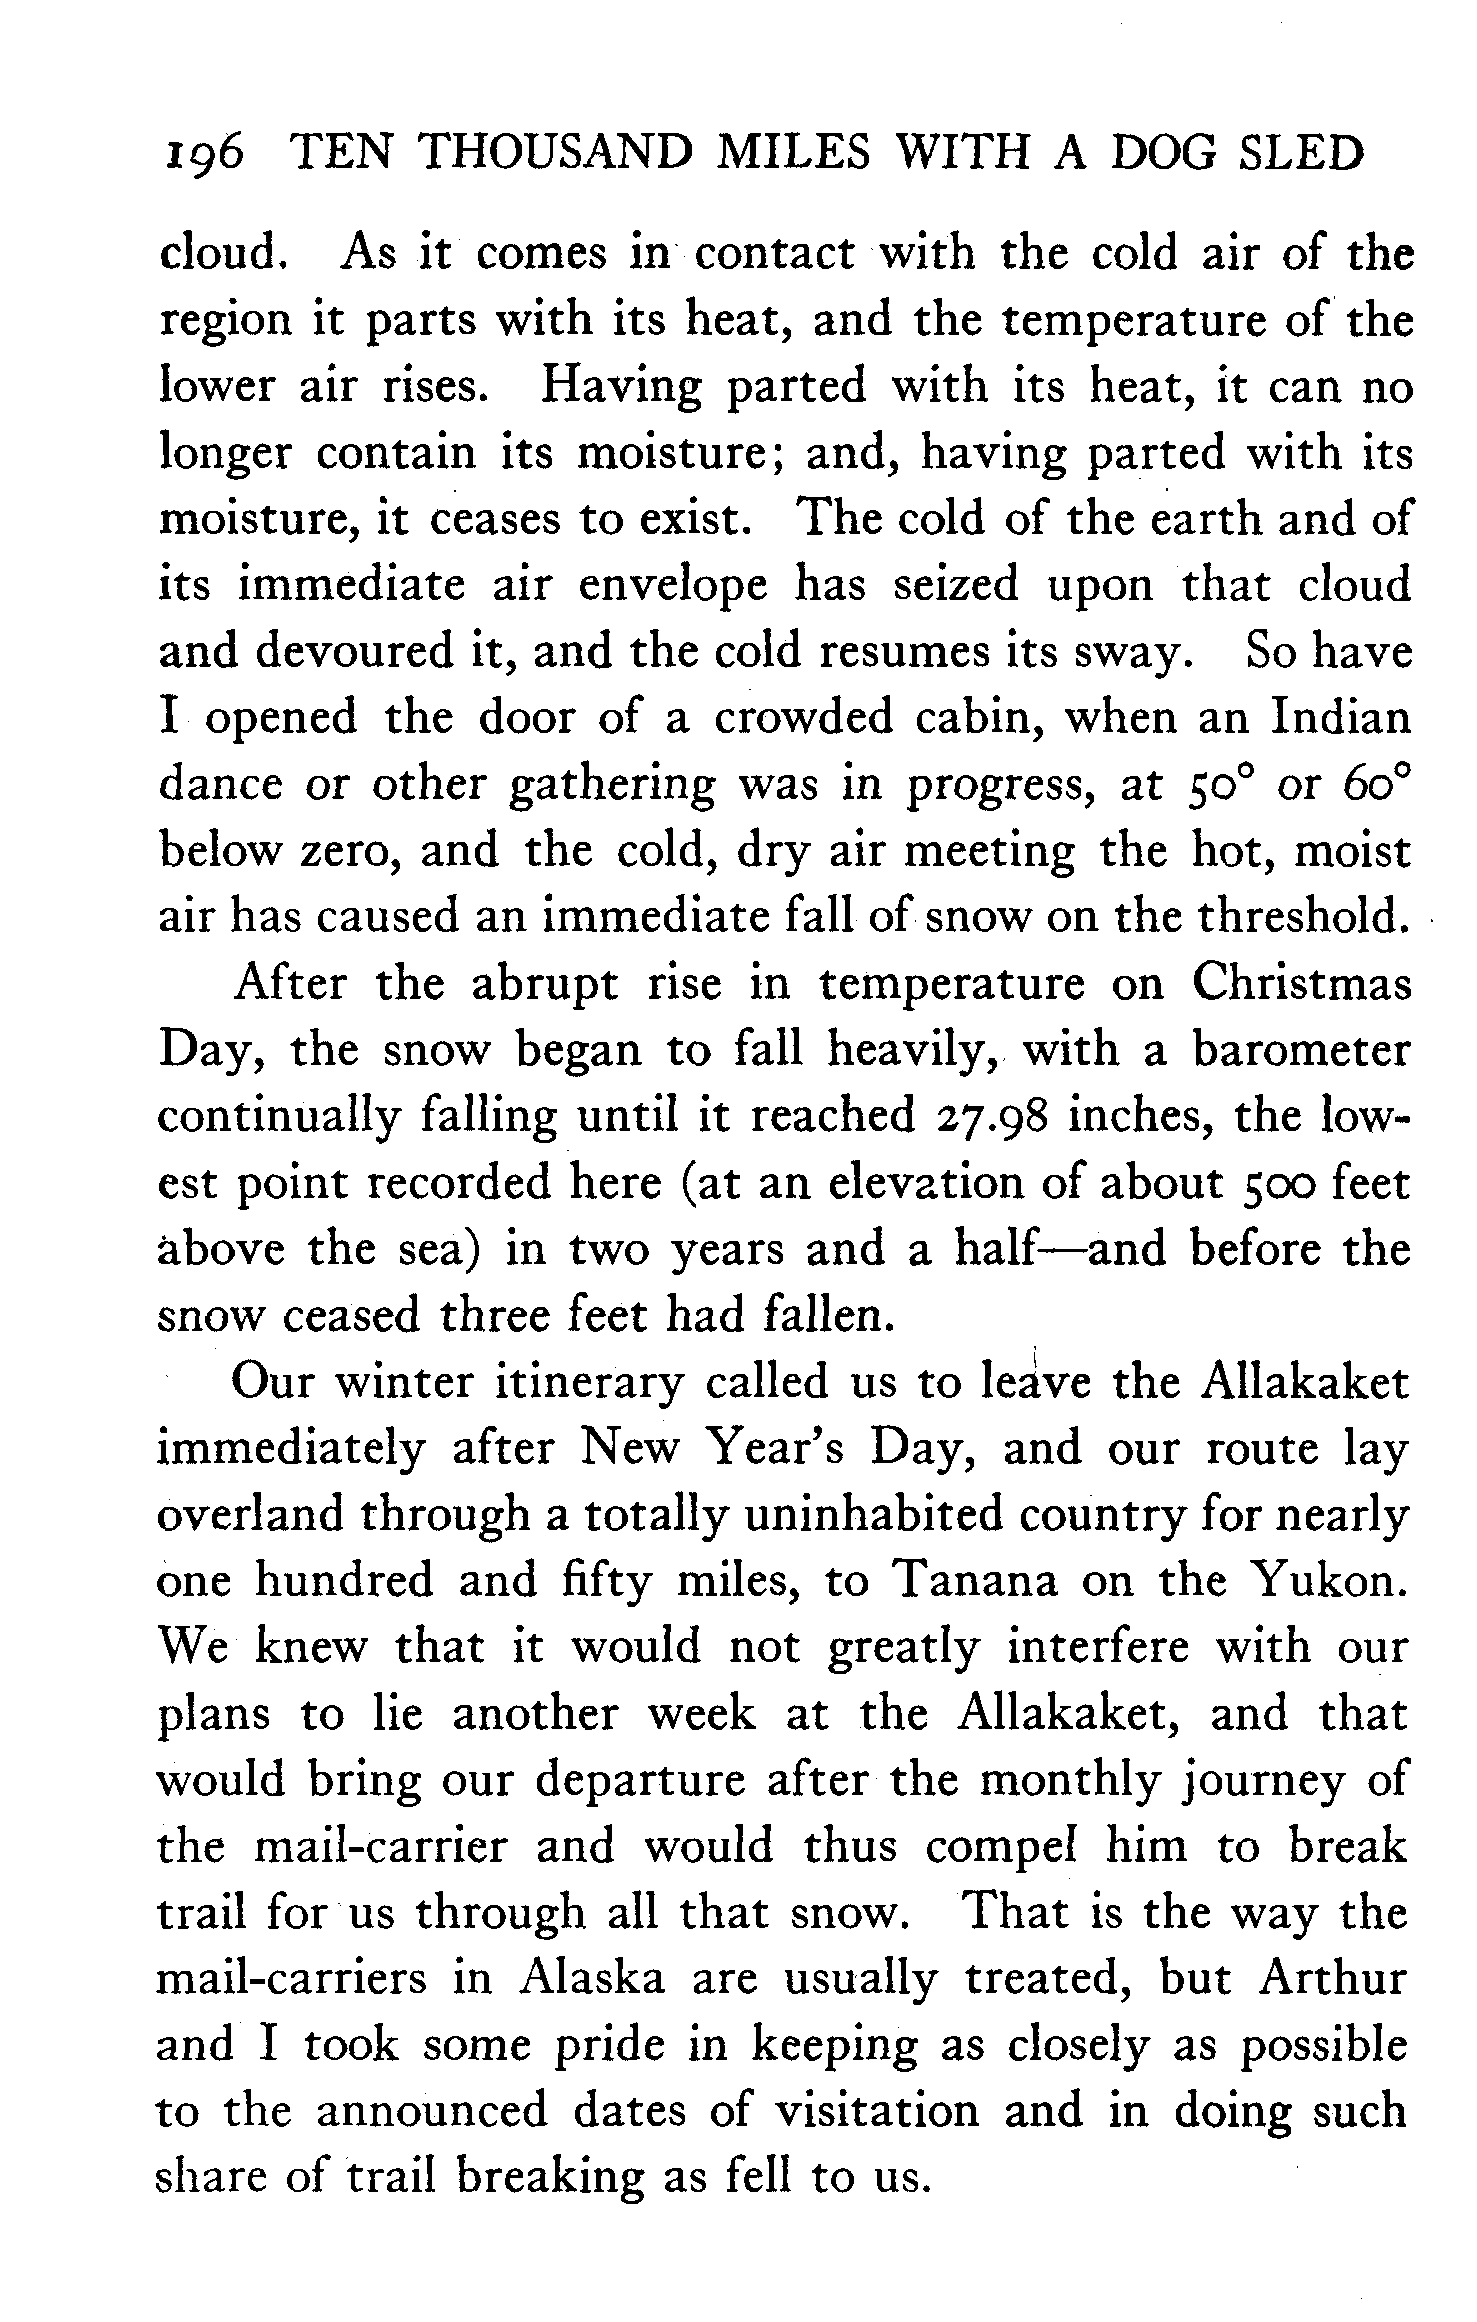 196 TEN THOUSAND MILES WITH A DOG SLED
cloud. As it comes in contact with the cold air of the
region it parts with its heat, and the temperature of the
lower air rises. Having parted with its heat, it can no
longer contain its moisture; and, having parted with its
moisture, it ceases to exist. The cold of the earth and of
its immediate air envelope has seized upon that cloud
and devoured it, and the cold resumes its sway. So have
I opened the door of a crowded cabin, when an Indian
dance or other gathering was in progress, at 50° or 60°
below zero, and the cold, dry air meeting the hot, moist
air has caused an immediate fall of snow on the threshold.
After the abrupt rise in temperature on Christmas
Day, the snow began to fall heavily, with a barometer
continually falling until it reached 27.98 inches, the low-
est point recorded here (at an elevation of about 500 feet
above the sea) in two years and a half—and before the
snow ceased three feet had fallen.
Our winter itinerary called us to leave the Allakaket
immediately after New Year's Day, and our route lay
overland through a totally uninhabited country for nearly
one hundred and fifty miles, to Tanana on the Yukon.
We knew that it would not greatly interfere with our
plans to lie another week at the Allakaket, and that
would bring our departure after the monthly journey of
the mail-carrier and would thus compel him to break
trail for us through all that snow. That is the way the
mail-carriers in Alaska are usually treated, but Arthur
and I took some pride in keeping as closely as possible
to the announced dates of visitation and in doing such
share of trail breaking as fell to us.